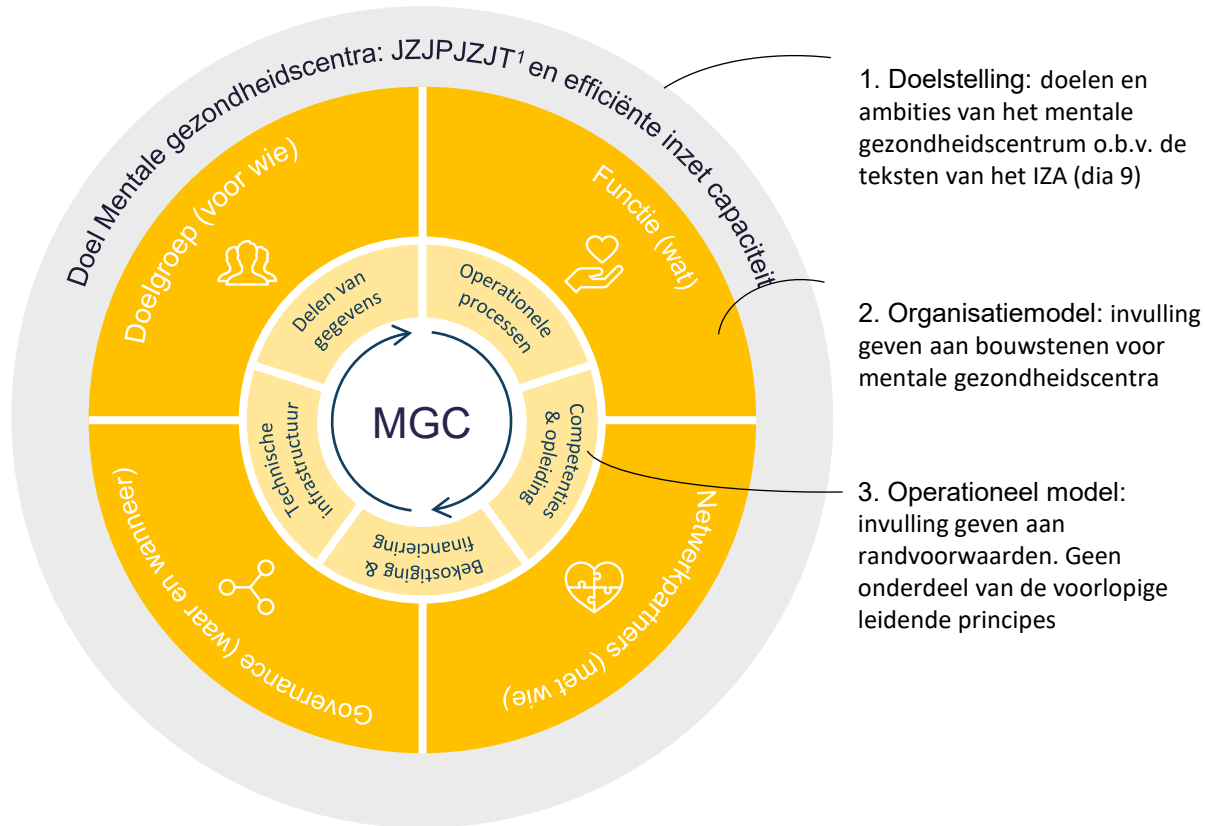 Doel Mentale gezondheidscentra: JZJPJZJT¹ en efficiënte inzet capaciteit
Doelgroep (voor wie)
Functie (wat)
Netwerkpartners (met wie)
Governance (waar en wanneer)
Delen van
gegevens
Operationele
processen
Competenties
& opleiding
Bekostiging &
financiering
Technische
infrastructuur
MGC
1. Doelstelling: doelen en
ambities van het mentale
gezondheidscentrum o.b.v. de
teksten van het IZA (dia 9)
2. Organisatiemodel: invulling
geven aan bouwstenen voor
mentale gezondheidscentra
3. Operationeel model:
invulling geven aan
randvoorwaarden. Geen
onderdeel van de voorlopige
leidende principes